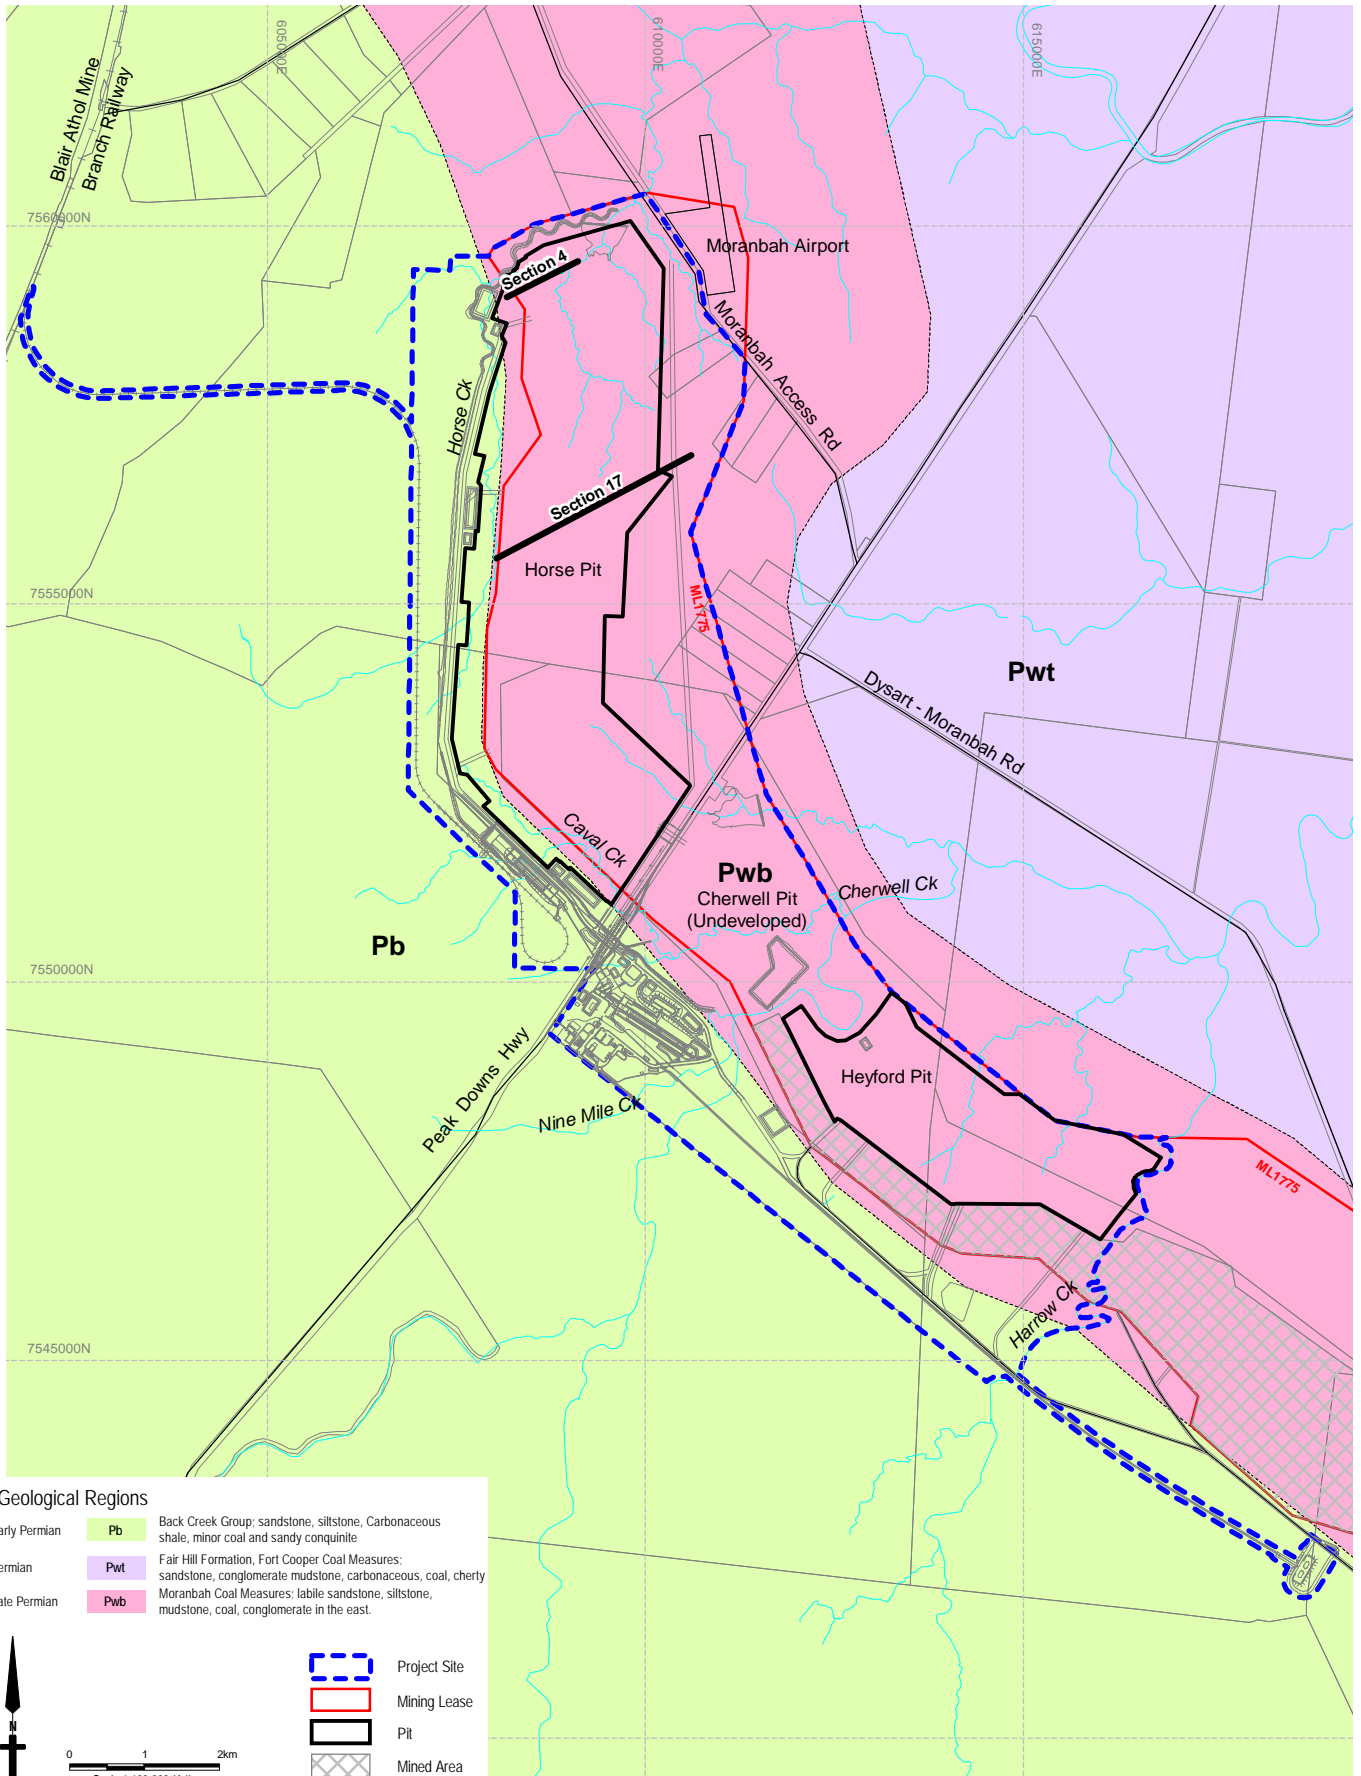 605000E
610000E
615000E
Blair Athol Mine
Branch Railway
7560000N
Moranbah Airport
Section 4
Moranbah Access Rd
Horse Ck
Section 17
Horse Pit
7555000N
ML1775
Pwt
Dysart - Moranbah Rd
Caval Ck
Pwb
Cherwell Pit
(Undeveloped)
Cherwell Ck
Pb
7550000N
Peak Downs Hwy
Heyford Pit
Nine Mile Ck
ML1775
Harrow Ck
7545000N
Geological Regions
arly Permian
Pb
Back Creek Group; sandstone, siltstone, Carbonaceous
shale, minor coal and sandy conquinite
ermian
Pwt
Fair Hill Formation, Fort Cooper Coal Measures;
sandstone, conglomerate mudstone, carbonaceous, coal, cherty
ate Permian
Pwb
Moranbah Coal Measures; labile sandstone, siltstone,
mudstone, coal, conglomerate in the east.
Project Site
Mining Lease
Pit
Mined Area
N
0 1 2km